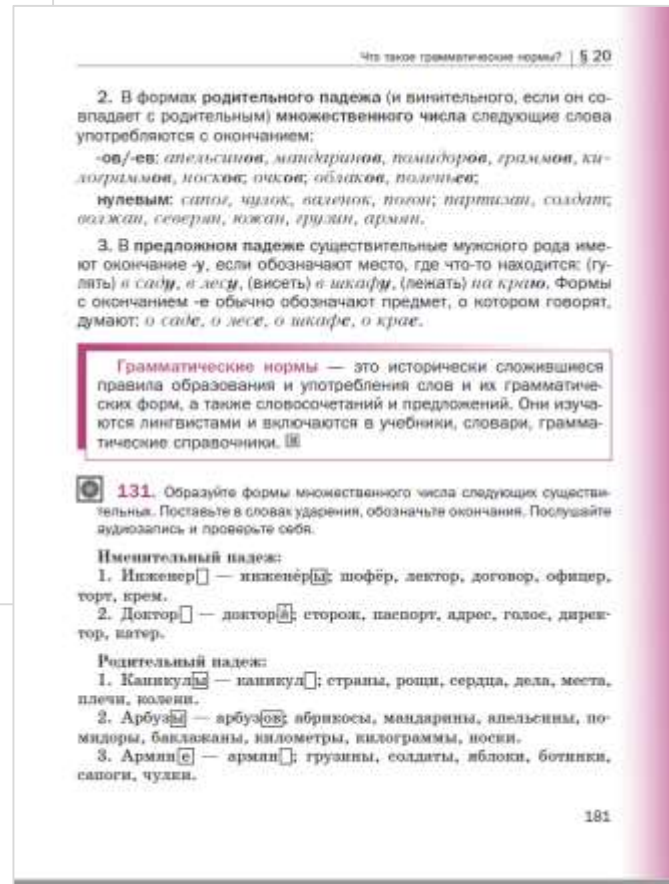 Что такое грамматические нормы? | § 20
2. В формах родительного падежа (и винительного, если он сов-
впадает с родительным) множественного числа следующие слова
употребляются с окончанием:
-ов/-ев: апельсинов, мандаринов, помидоров, граммов, ки-
лограммов, носков; очков; облаков, поленьев;
нулевым: сапог, чулок, валенок, погон; партизан, солдат;
волжан, северян, южан, грузин, армян.
3. В предложном падеже существительные мужского рода име-
ют окончание -у, если обозначают место, где что-то находится: (гу-
лять) в саду, в лесу, (висеть) в шкафу, (лежать) на краю. Формы
с окончанием -е обычно обозначают предмет, о котором говорят,
думают: о саде, о лесе, о шкафе, о крае.
Грамматические нормы — это исторически сложившиеся
правила образования и употребления слов и их грамматиче-
ских форм, а также словосочетаний и предложений. Они изуча-
ются лингвистами и включаются в учебники, словари, грамма-
тические справочники.
131. Образуйте формы множественного числа следующих существи-
тельных. Поставьте в словах ударения, обозначьте окончания. Послушайте
аудиозапись и проверьте себя.
Именительный падеж:
1. Инженер — инженéры; шофёр, лектор, договор, офицер,
торт, крем.
2. Доктор — докторá; сторож, паспорт, адрес, голос, дирек-
тор, катер.
Родительный падеж:
1. Каникулы — каникул; страны, рощи, сердца, дела, места,
плечи, колени.
2. Арбузы — арбузов; абрикосы, мандарины, апельсины, по-
мидоры, баклажаны, километры, килограммы, носки.
3. Армяне — армян; грузины, солдаты, яблоки, ботинки,
сапоги, чулки.
181